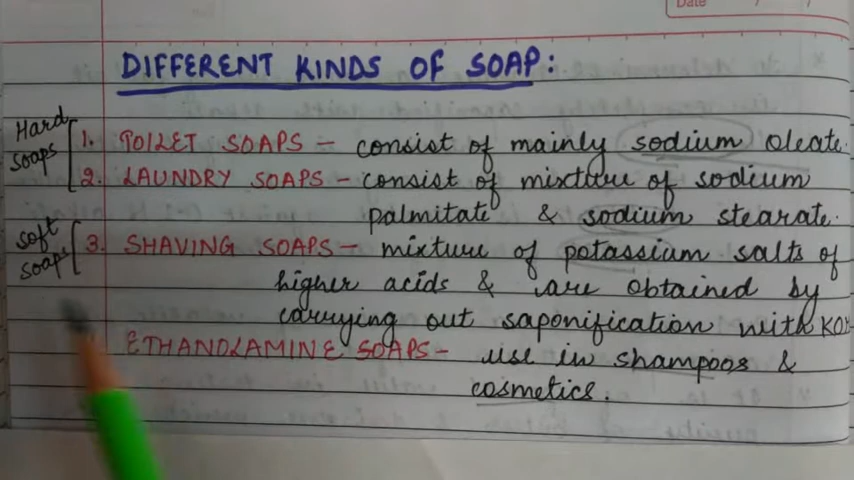 Date / /
DIFFERENT KINDS OF SOAP:
Hard soaps
1. TOILET SOAPS - consist of mainly sodium oleate.
2. LAUNDRY SOAPS - consist of mixture of sodium
palmitate & sodium stearate.
soft soaps
3. SHAVING SOAPS - mixture of potassium salts of
higher acids & are obtained by
carrying out saponification with
ETHANOLAMINE SOAPS - use in shampoos &
cosmetics.